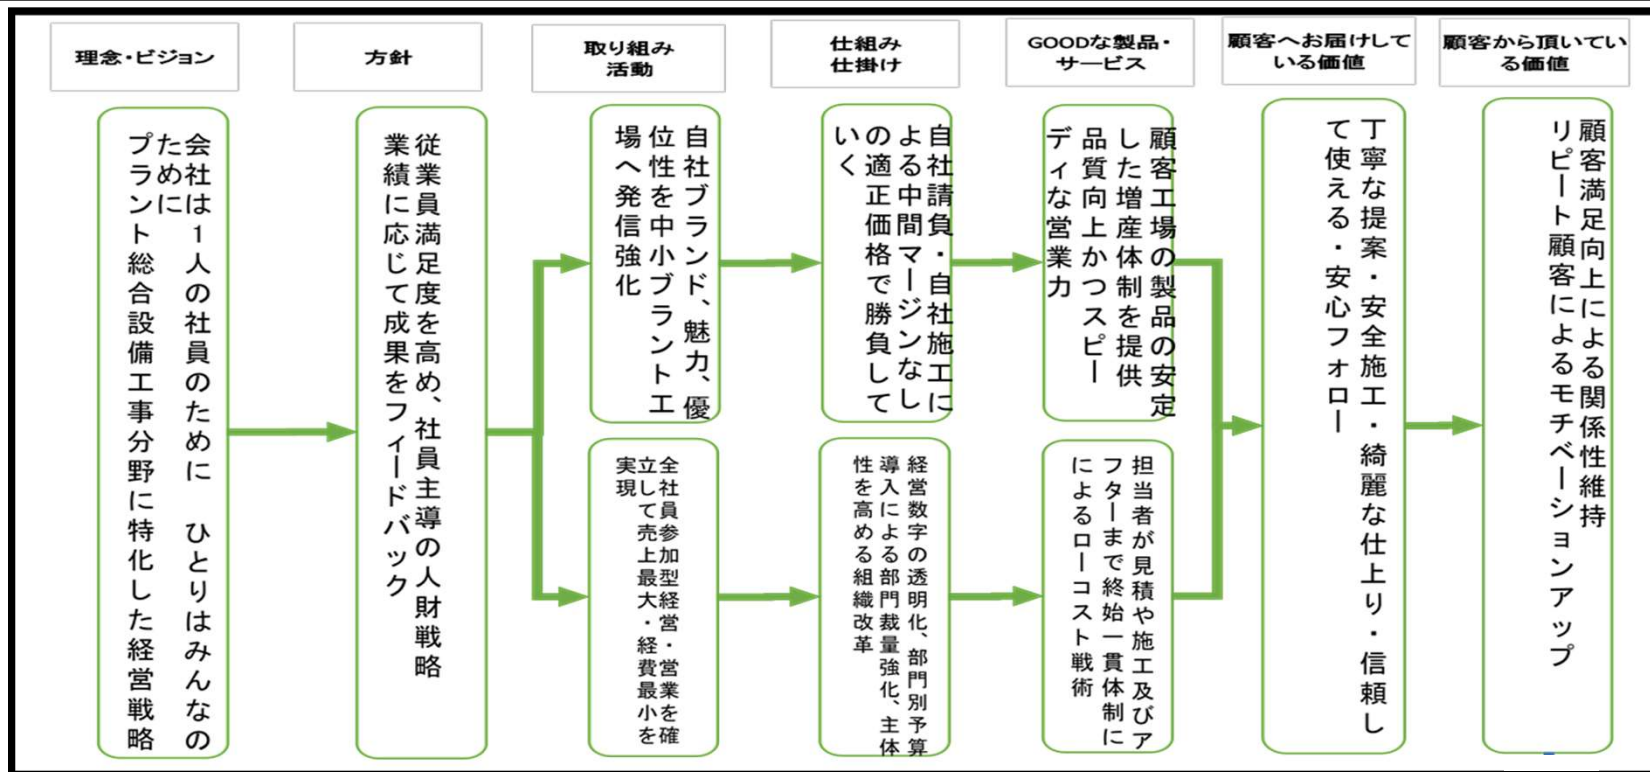 理念・ビジョン
方針
取り組み
活動
仕組み
仕掛け
GOODな製品・
サービス
顧客へお届けして
いる価値
顧客から頂いてい
る価値
会社は１人の社員のために　ひとりはみんなの
ために
プラント総合設備工事分野に特化した経営戦略
従業員満足度を高め、社員主導の人財戦略
業績に応じて成果をフィードバック
自社ブランド、魅力、優
位性を中小プラント工
場へ発信強化
全社員参加型経営・営業を確
立して売上最大・経費最小を
実現
自社請負・自社施工に
よる中間マージンなし
の適正価格で勝負して
いく
経営数字の透明化、部門別予算
導入による部門裁量強化、主体
性を高める組織改革
顧客工場の製品の安定
した増産体制を提供
品質向上かつスピー
ディな営業力
担当者が見積や施工及びア
フターまで終始一貫体制に
によるローコスト戦術
丁寧な提案・安全施工・綺麗な仕上り・信頼し
て使える・安心フォロー
顧客満足向上による関係性維持
リピート顧客によるモチベーションアップ